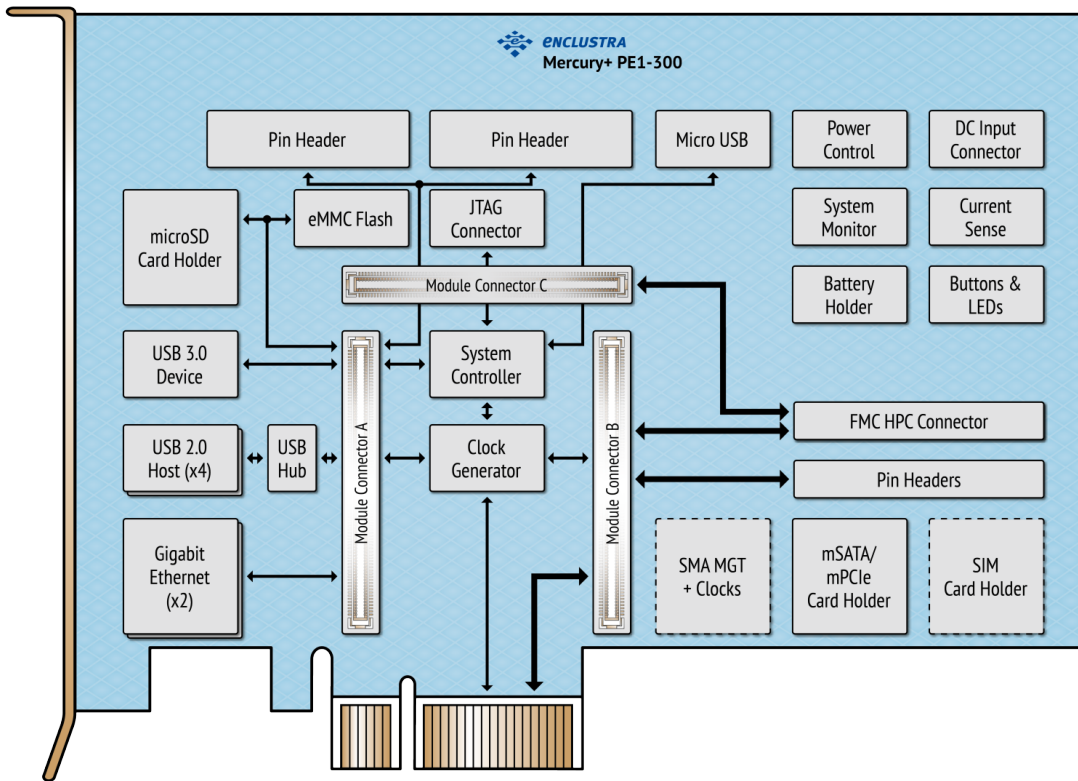 enclustra
Mercury+ PE1-300
Pin Header
Pin Header
Micro USB
Power
Control
DC Input
Connector
microSD
Card Holder
eMMC Flash
JTAG
Connector
System
Monitor
Current
Sense
Module Connector C
Battery
Holder
Buttons &
LEDs
USB 3.0
Device
Module Connector A
System
Controller
Module Connector B
FMC HPC Connector
USB 2.0
Host (x4)
USB
Hub
Clock
Generator
Pin Headers
Gigabit
Ethernet
(x2)
SMA MGT
+ Clocks
mSATA/
mPCIe
Card Holder
SIM
Card Holder